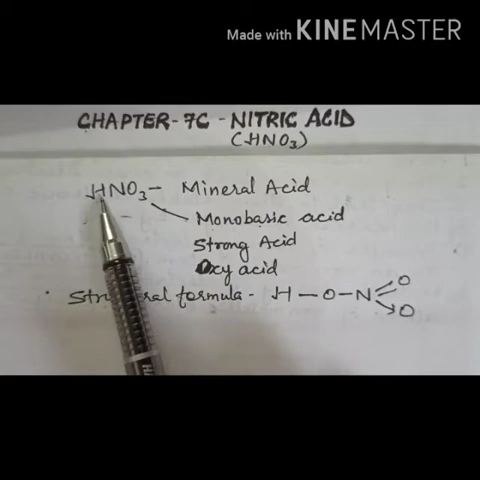 Made with KINEMASTER
CHAPTER-7C - NITRIC ACID
(HNO3)
HNO3 — Mineral Acid
Monobasic acid
Strong Acid
Oxy acid
formula - H — O — N O
O